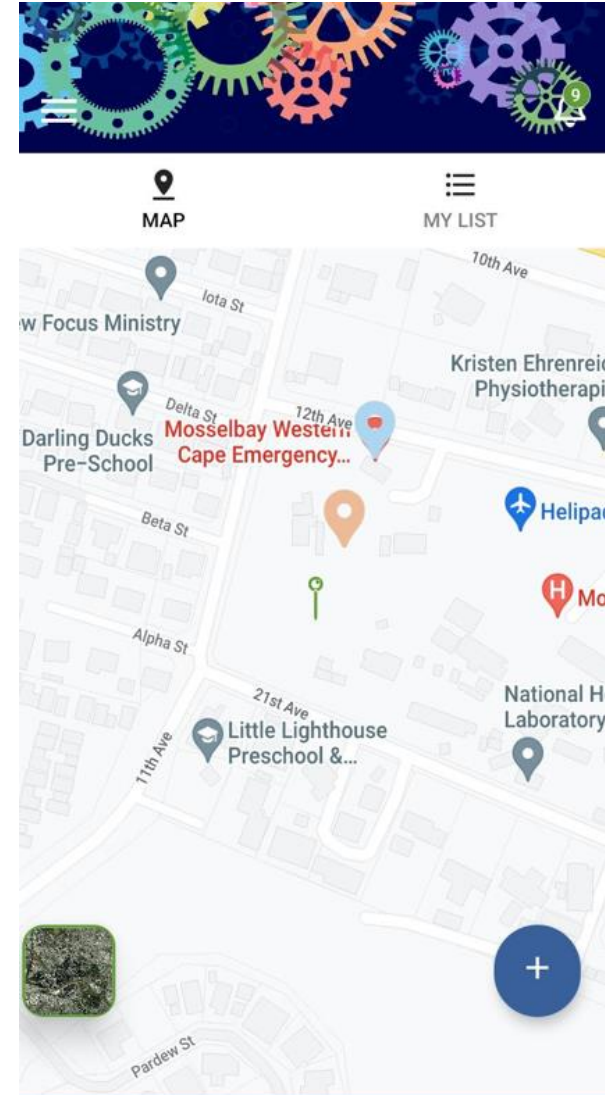 9
MAP
MY LIST
10th Ave
Iota St
w Focus Ministry
Kristen Ehrenreic
Physiotherapi
Delta St
12th Ave
Darling Ducks
Pre-School
Mosselbay Western
Cape Emergency...
Beta St
Helipad
H
Mo
Alpha St
21st Ave
National H
Laboratory
Little Lighthouse
Preschool &...
11th Ave
+
Pardew St